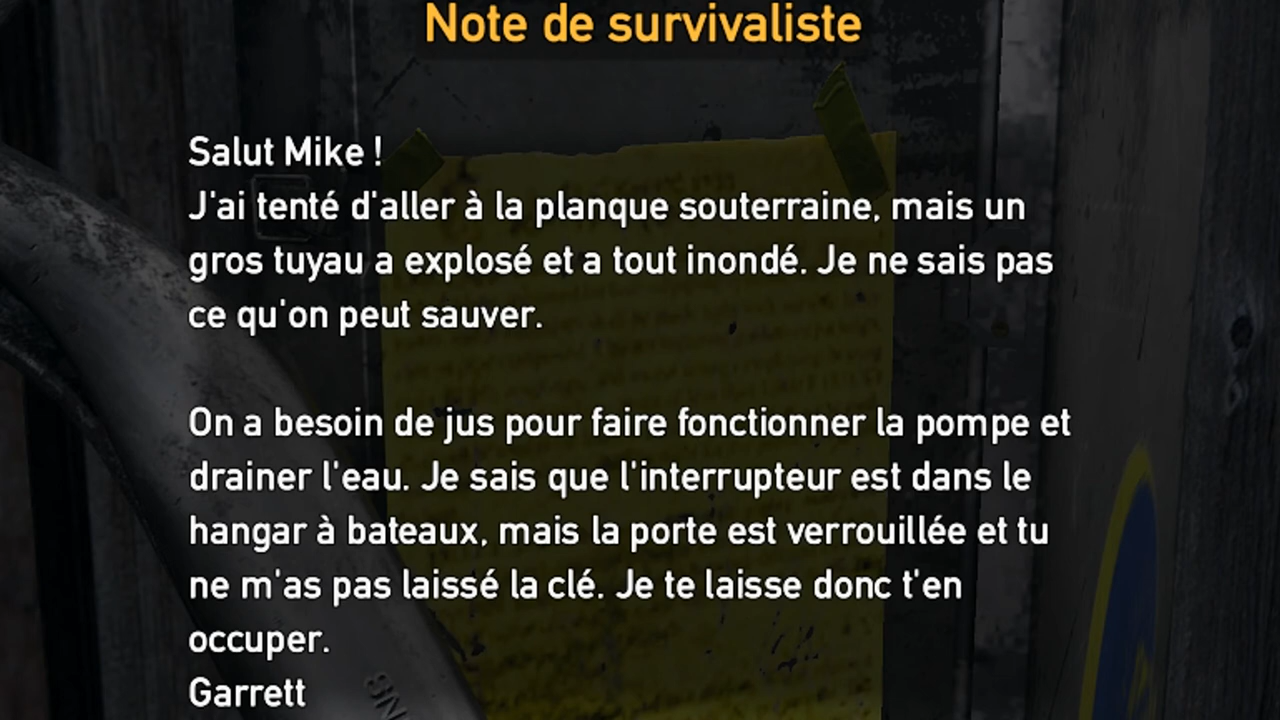 Note de survivaliste
Salut Mike !
J'ai tenté d'aller à la planque souterraine, mais un
gros tuyau a explosé et a tout inondé. Je ne sais pas
ce qu'on peut sauver.
On a besoin de jus pour faire fonctionner la pompe et
drainer l'eau. Je sais que l'interrupteur est dans le
hangar à bateaux, mais la porte est verrouillée et tu
ne m'as pas laissé la clé. Je te laisse donc t'en
occuper.
Garrett